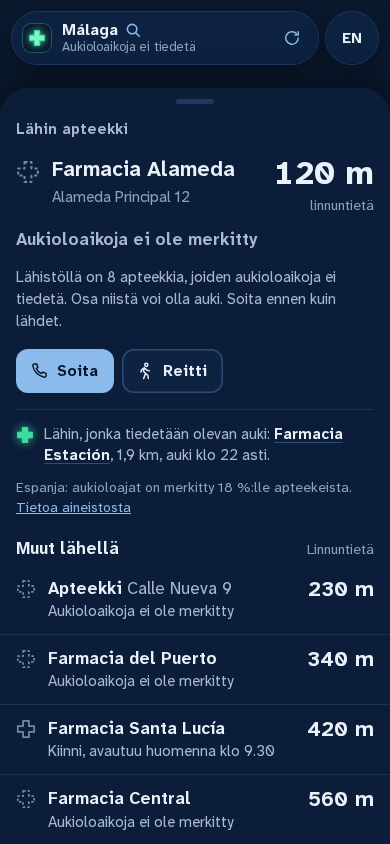 Málaga
Aukioloaikoja ei tiedetä
EN
Lähin apteekki
Farmacia Alameda
120 m
Alameda Principal 12
linnuntietä
Aukioloaikoja ei ole merkitty
Lähistöllä on 8 apteekkia, joiden aukioloaikoja ei
tiedetä. Osa niistä voi olla auki. Soita ennen kuin
lähdet.
Soita
Reitti
Lähin, jonka tiedetään olevan auki: Farmacia
Estación, 1,9 km, auki klo 22 asti.
Espanja: aukioloajat on merkitty 18 %:lle apteekeista.
Tietoa aineistosta
Muut lähellä
Linnuntietä
Apteekki Calle Nueva 9
230 m
Aukioloaikoja ei ole merkitty
Farmacia del Puerto
340 m
Aukioloaikoja ei ole merkitty
Farmacia Santa Lucía
420 m
Kiinni, avautuu huomenna klo 9.30
Farmacia Central
560 m
Aukioloaikoja ei ole merkitty